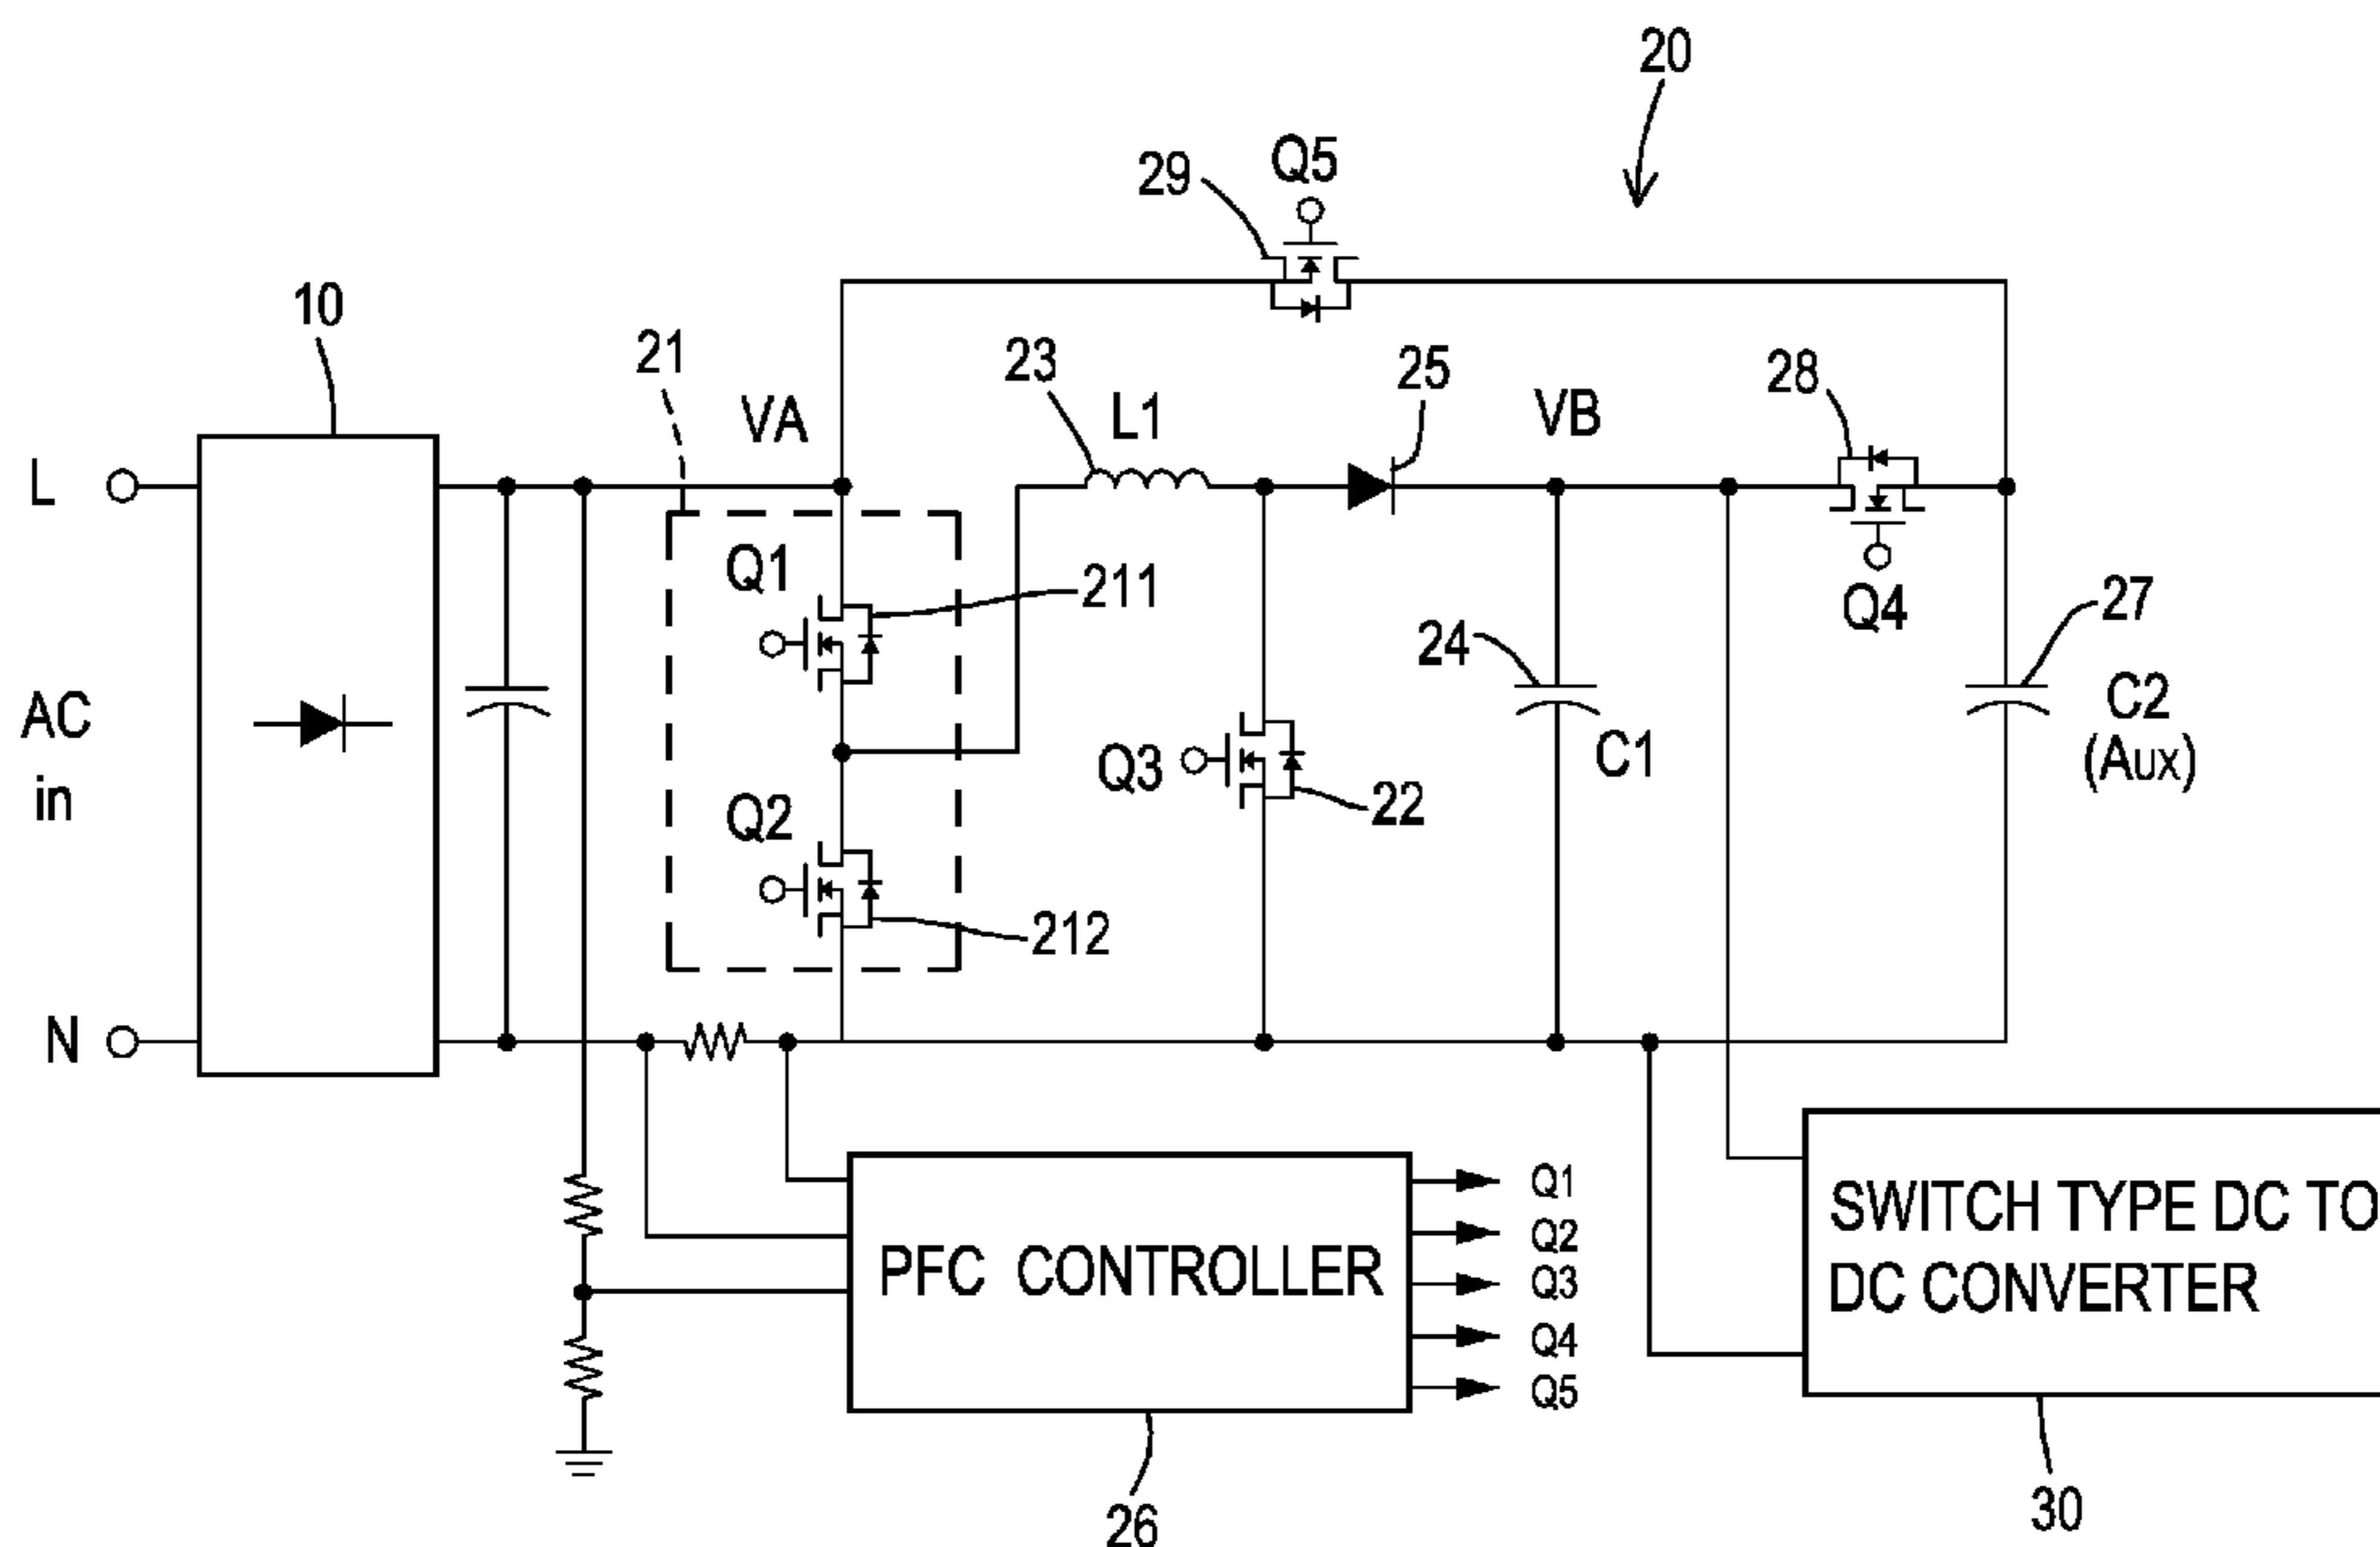 20
29
Q5
10
21
VA
23
L1
25
VB
28
L
Q1
211
Q4
27
24
C2
(Aux)
AC
in
Q3
C1
22
Q2
212
N
PFC CONTROLLER
Q1
Q2
Q3
Q4
Q5
SWITCH TYPE DC TO
DC CONVERTER
26
30